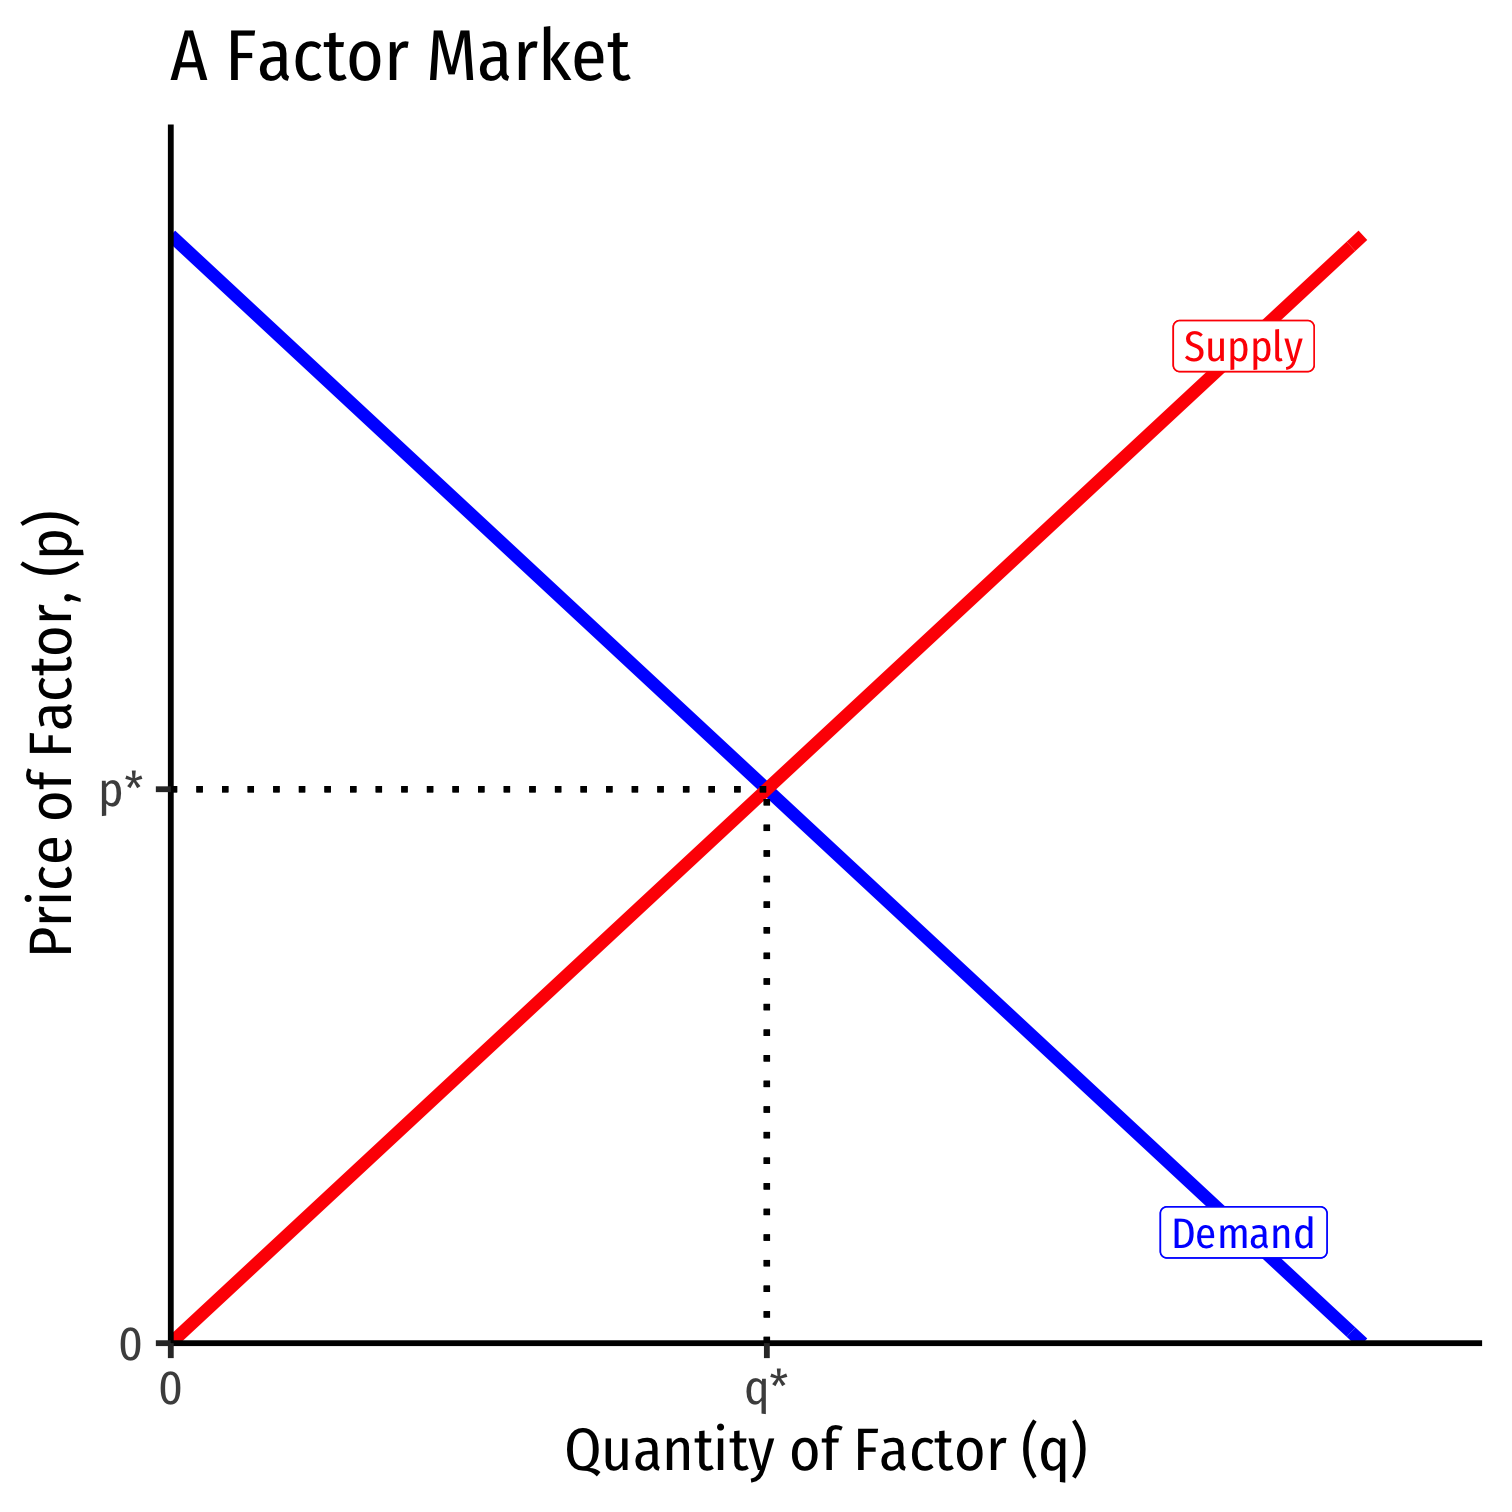 A Factor Market
Price of Factor, (p)
Supply
p*
Demand
0
0
q*
Quantity of Factor (q)